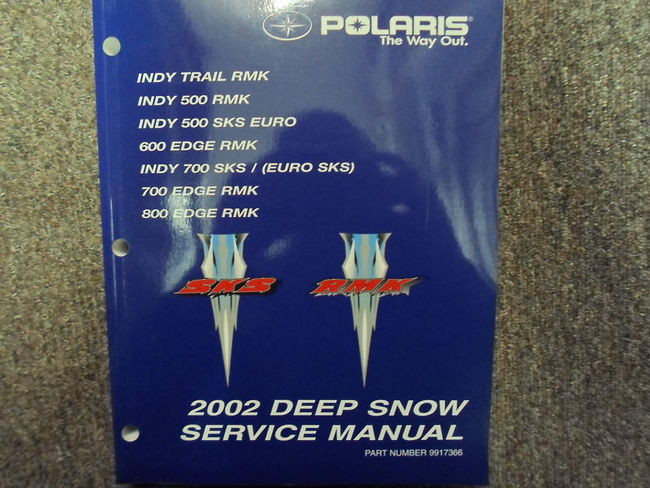 POLARIS®
The Way Out.
INDY TRAIL RMK
INDY 500 RMK
INDY 500 SKS EURO
600 EDGE RMK
INDY 700 SKS / (EURO SKS)
700 EDGE RMK
800 EDGE RMK
SKS RMK
2002 DEEP SNOW
SERVICE MANUAL
PART NUMBER 9917366